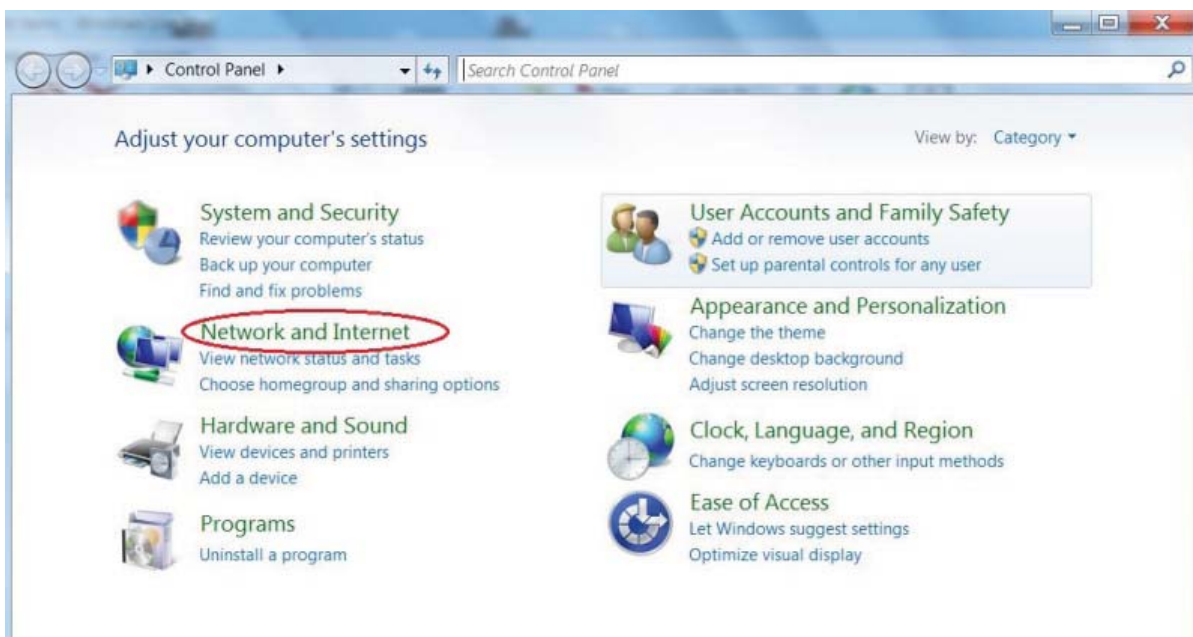 Control Panel
Search Control Panel
Adjust your computer's settings
View by: Category
System and Security
Review your computer's status
Back up your computer
Find and fix problems
Network and Internet
View network status and tasks
Choose homegroup and sharing options
Hardware and Sound
View devices and printers
Add a device
Programs
Uninstall a program
User Accounts and Family Safety
Add or remove user accounts
Set up parental controls for any user
Appearance and Personalization
Change the theme
Change desktop background
Adjust screen resolution
Clock, Language, and Region
Change keyboards or other input methods
Ease of Access
Let Windows suggest settings
Optimize visual display